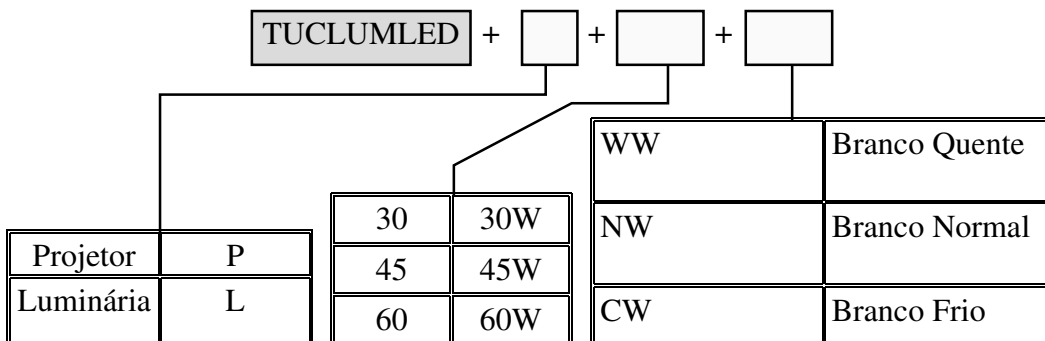 TUCLUMLED + + +
Projetor P
Luminária L
30 30W
45 45W
60 60W
WW Branco Quente
NW Branco Normal
CW Branco Frio